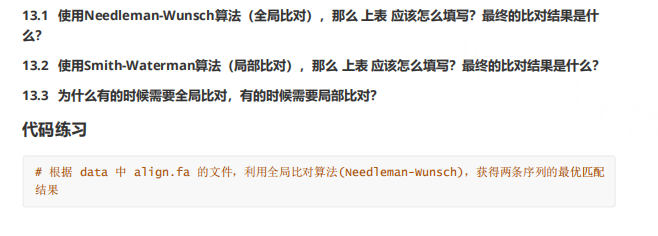 13.1 使用Needleman-Wunsch算法（全局比对），那么 上表 应该怎么填写？最终的比对结果是什
么？
13.2 使用Smith-Waterman算法（局部比对），那么 上表 应该怎么填写？最终的比对结果是什么？
13.3 为什么有的时候需要全局比对，有的时候需要局部比对？
代码练习
# 根据 data 中 align.fa 的文件，利用全局比对算法(Needleman-Wunsch)，获得两条序列的最优匹配
结果